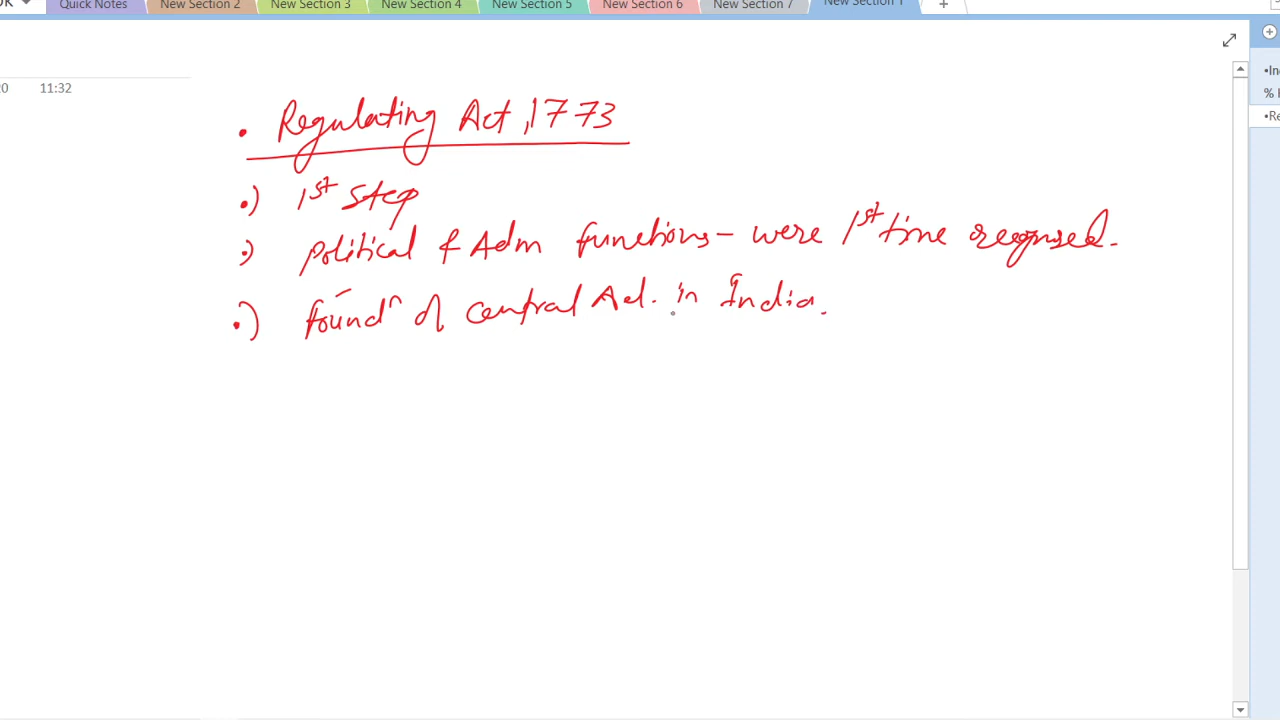 Quick Notes New Section 2 New Section 3 New Section 4 New Section 5 New Section 6 New Section 7 New Section 1 +
11:32
• Regulating Act, 1773
•) 1st step
•) Political & Adm functions - were 1st time recognised.
•) Foundn of central Ad. in India.